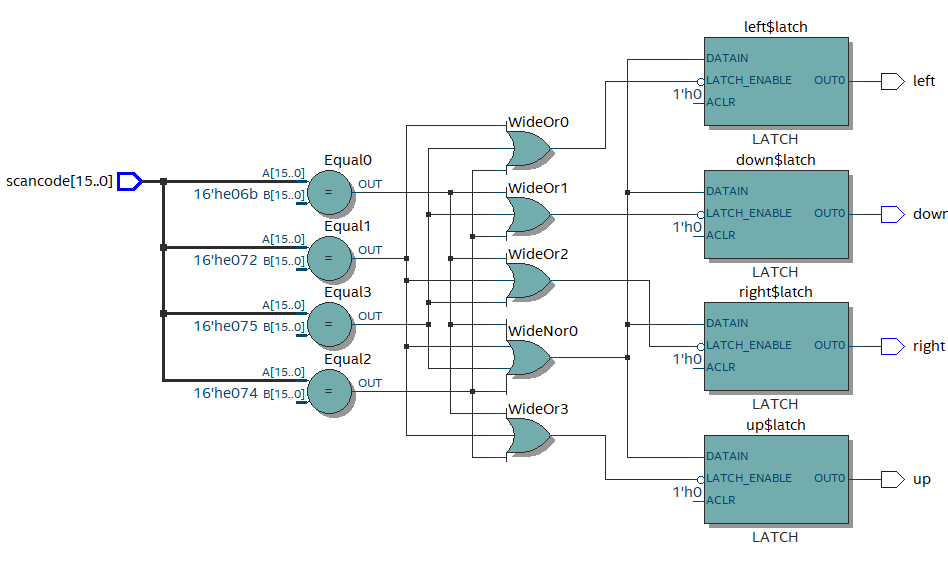 scancode[15..0]
Equal0
A[15..0]
16'he06b B[15..0]
=
OUT
Equal1
A[15..0]
16'he072 B[15..0]
=
OUT
Equal3
A[15..0]
16'he075 B[15..0]
=
OUT
Equal2
A[15..0]
16'he074 B[15..0]
=
OUT
WideOr0
WideOr1
WideOr2
WideNor0
WideOr3
left$latch
DATAIN
LATCH_ENABLE OUT0
1'h0 ACLR
LATCH
left
down$latch
DATAIN
LATCH_ENABLE OUT0
1'h0 ACLR
LATCH
down
right$latch
DATAIN
LATCH_ENABLE OUT0
1'h0 ACLR
LATCH
right
up$latch
DATAIN
LATCH_ENABLE OUT0
1'h0 ACLR
LATCH
up